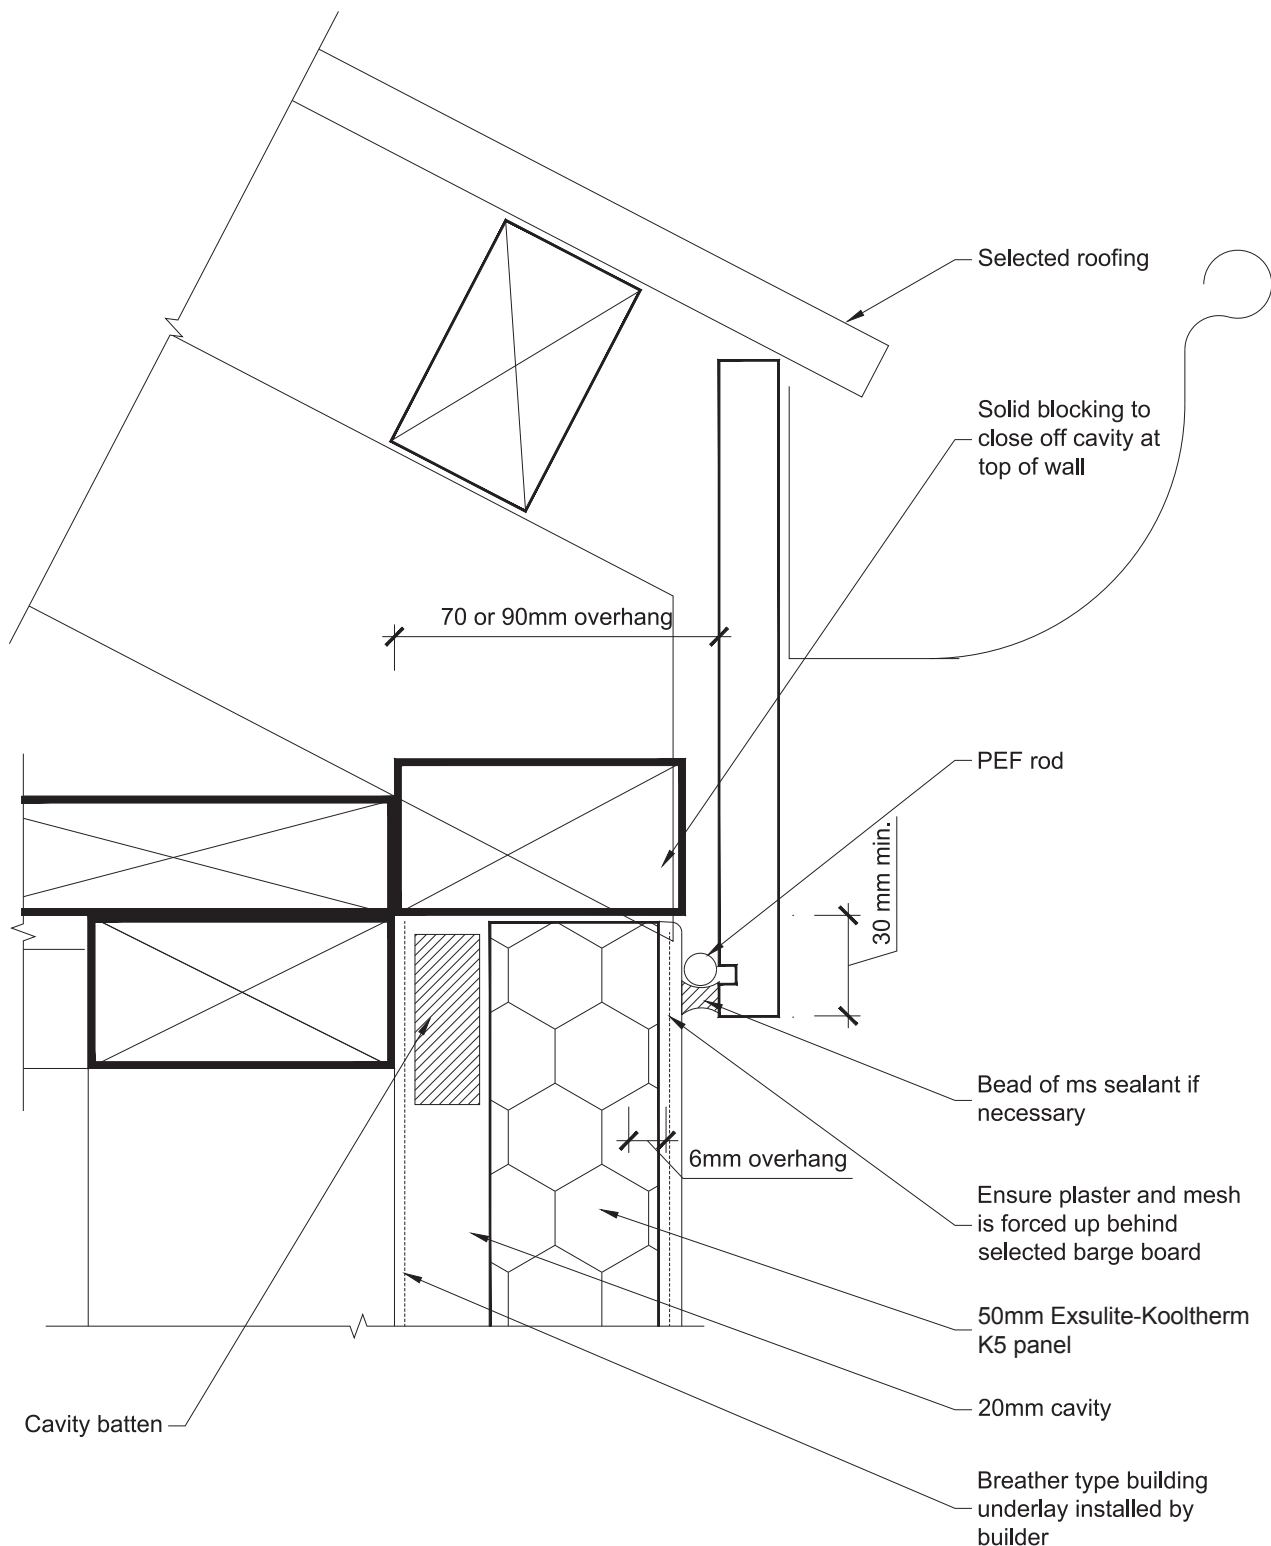 Selected roofing
Solid blocking to
close off cavity at
top of wall
70 or 90mm overhang
PEF rod
30 mm min.
Bead of ms sealant if
necessary
6mm overhang
Ensure plaster and mesh
is forced up behind
selected barge board
50mm Exsulite-Kooltherm
K5 panel
20mm cavity
Cavity batten
Breather type building
underlay installed by
builder